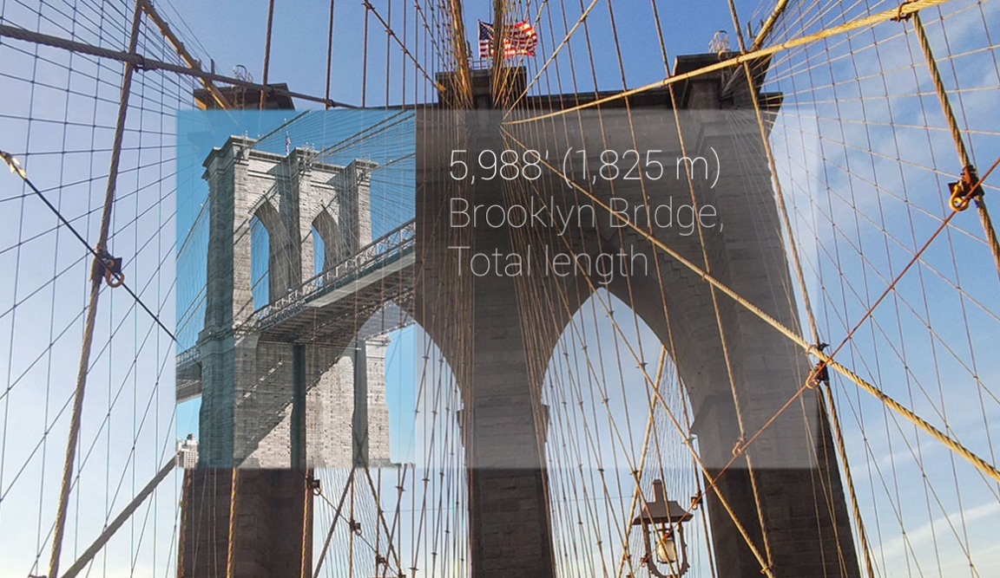 5,988' (1,825 m)
Brooklyn Bridge,
Total length